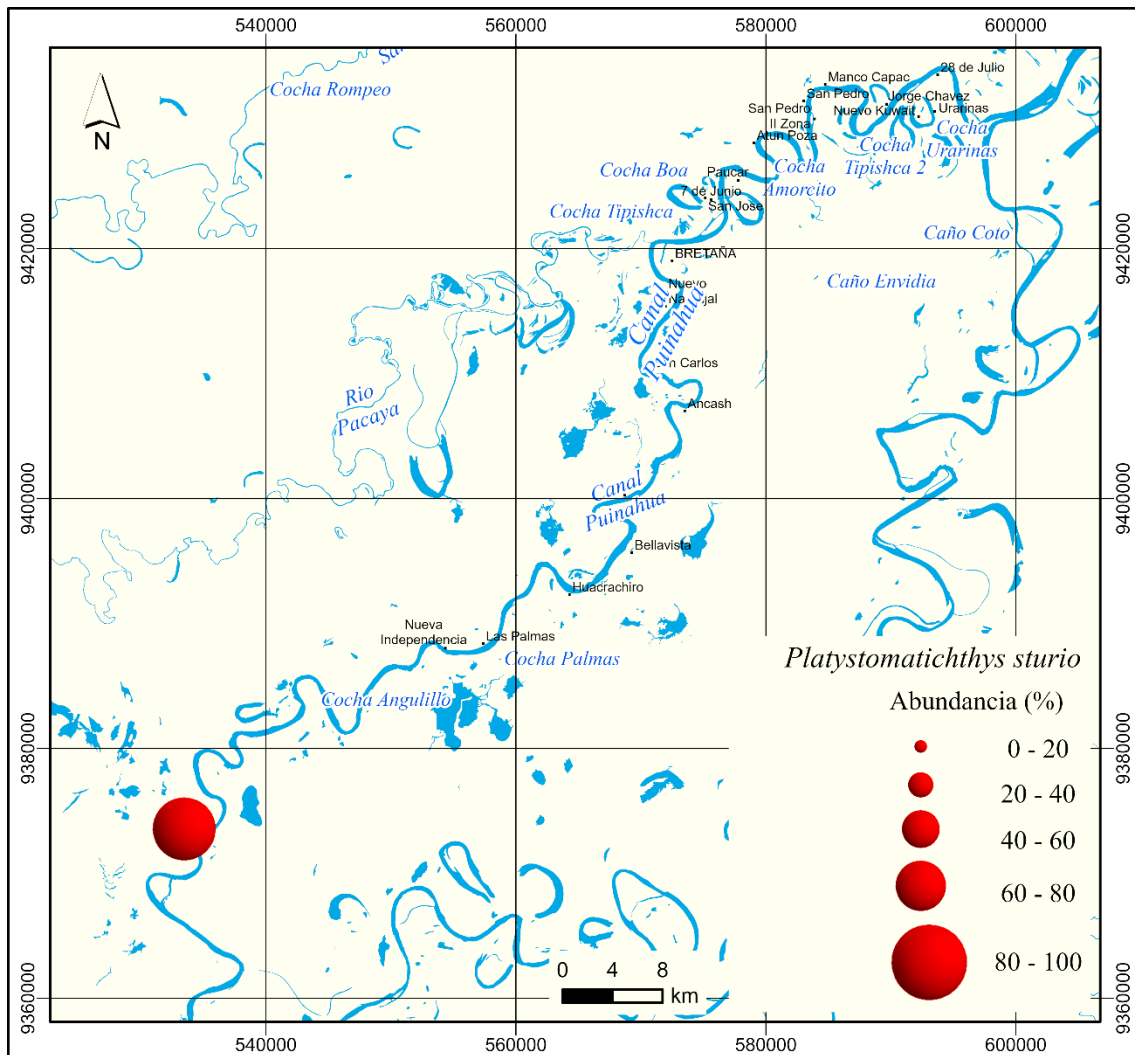 540000
560000
580000
600000
Sa
Cocha Rompeo
N
28 de Julio
Manco Capac
San Pedro
Jorge Chavez
San Pedro
II Zona
Nuevo Kuwait
Urarinas
Atun Poza
Cocha
Urarinas
Cocha
Tipishca 2
Cocha
Amorcito
Cocha Boa
Paucar
7 de Junio
San Jose
Cocha Tipishca
Caño Coto
BRETAÑA
Caño Envidia
Nuevo
Canal
Puinahua
Carlos
Ancash
Rio
Pacaya
Canal
Puinahua
Bellavista
Huacrachiro
Nueva
Independencia
Las Palmas
Cocha Palmas
Cocha Angulillo
Platystomatichthys sturio
Abundancia (%)
0 - 20
20 - 40
40 - 60
60 - 80
80 - 100
0 4 8
km
9420000
9400000
9380000
9360000
9420000
9400000
9380000
9360000
540000
560000
580000
600000